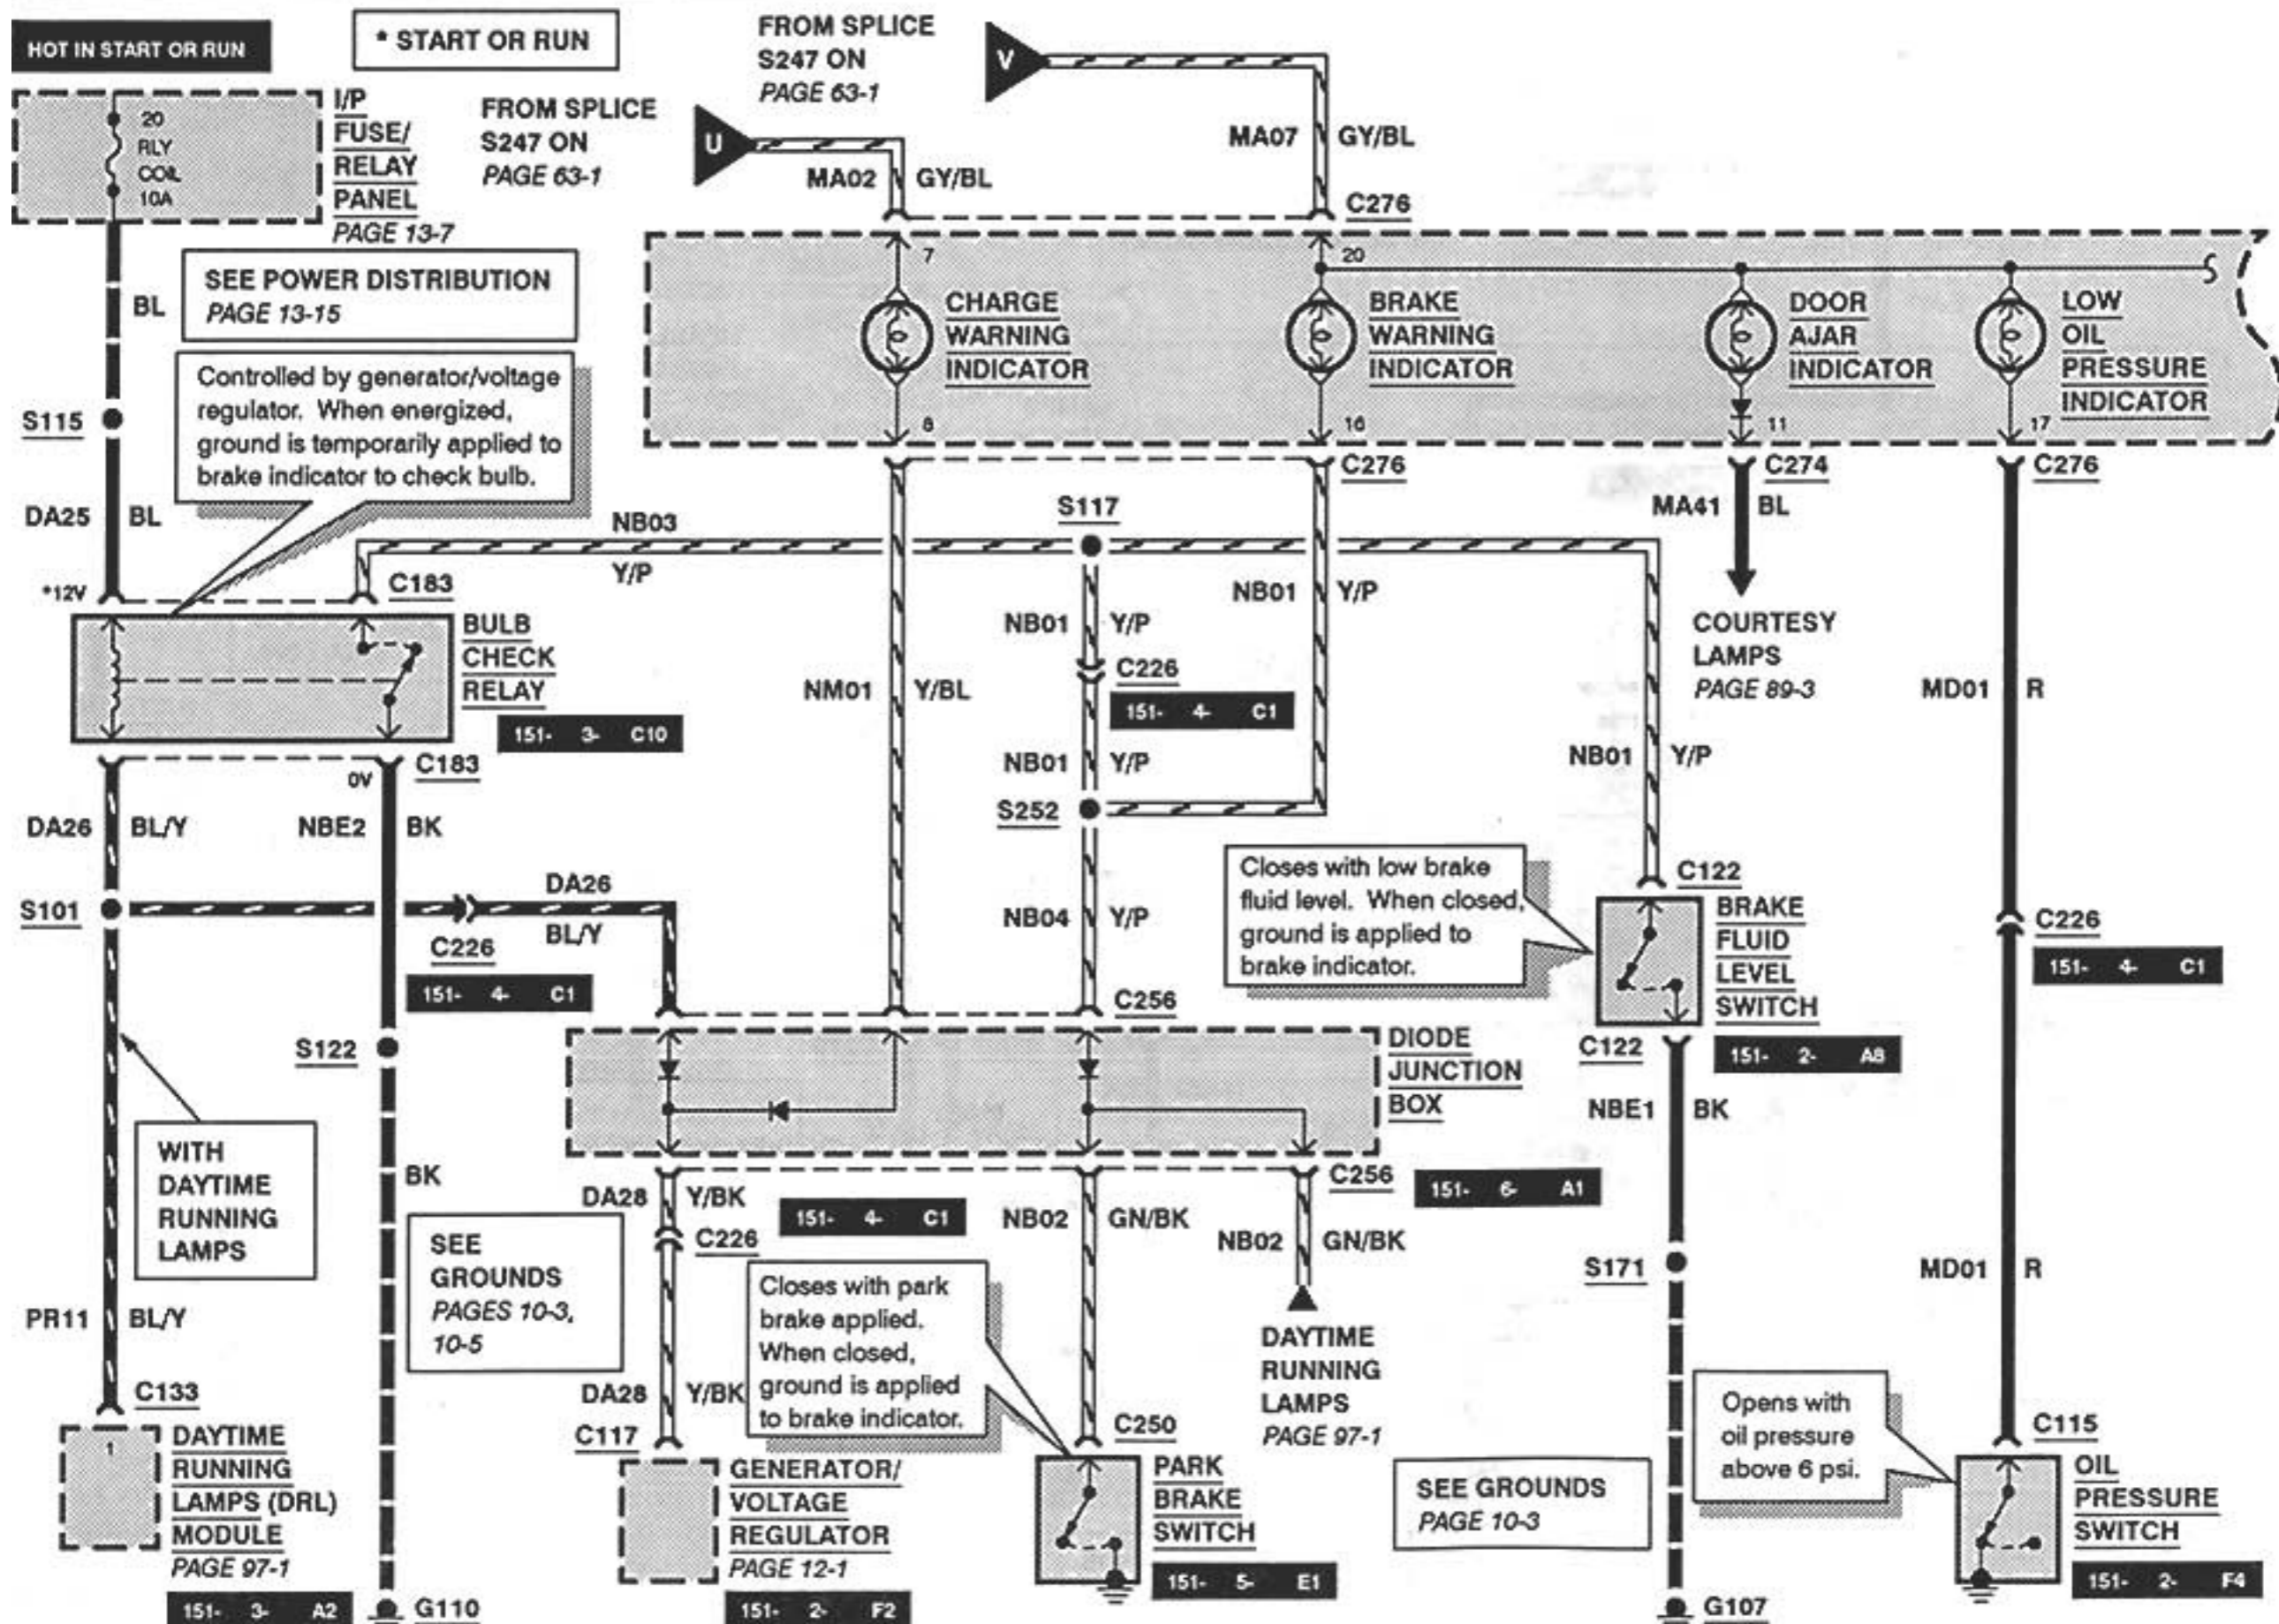 HOT IN START OR RUN
* START OR RUN
FROM SPLICE
S247 ON
PAGE 63-1
V
FROM SPLICE
S247 ON
PAGE 63-1
U
20
RLY
COIL
10A
I/P
FUSE/
RELAY
PANEL
PAGE 13-7
MA02
GY/BL
MA07
GY/BL
C276
SEE POWER DISTRIBUTION
PAGE 13-15
BL
7
20
CHARGE
WARNING
INDICATOR
BRAKE
WARNING
INDICATOR
DOOR
AJAR
INDICATOR
LOW
OIL
PRESSURE
INDICATOR
8
16
11
17
Controlled by generator/voltage
regulator. When energized,
ground is temporarily applied to
brake indicator to check bulb.
S115
C276
C274
C276
DA25
BL
NB03
Y/P
S117
MA41
BL
*12V
C183
BULB
CHECK
RELAY
151- 3- C10
NB01
Y/P
NB01
Y/P
COURTESY
LAMPS
PAGE 89-3
C226
151- 4- C1
NM01
Y/BL
MD01
R
0V
C183
NB01
Y/P
NB01
Y/P
DA26
BL/Y
NBE2
BK
S252
S101
DA26
BL/Y
C226
151- 4- C1
NB04
Y/P
Closes with low brake
fluid level. When closed,
ground is applied to
brake indicator.
C122
BRAKE
FLUID
LEVEL
SWITCH
C226
151- 4- C1
C256
S122
DIODE
JUNCTION
BOX
C122
151- 2- A8
NBE1
BK
WITH
DAYTIME
RUNNING
LAMPS
BK
DA28
Y/BK
151- 4- C1
C226
NB02
GN/BK
C256
151- 6- A1
NB02
GN/BK
SEE
GROUNDS
PAGES 10-3,
10-5
Closes with park
brake applied.
When closed,
ground is applied
to brake indicator.
S171
MD01
R
PR11
BL/Y
DAYTIME
RUNNING
LAMPS
PAGE 97-1
C133
DA28
Y/BK
C117
C250
Opens with
oil pressure
above 6 psi.
C115
1
DAYTIME
RUNNING
LAMPS (DRL)
MODULE
PAGE 97-1
151- 3- A2
G110
GENERATOR/
VOLTAGE
REGULATOR
PAGE 12-1
151- 2- F2
PARK
BRAKE
SWITCH
151- 5- E1
SEE GROUNDS
PAGE 10-3
G107
OIL
PRESSURE
SWITCH
151- 2- F4